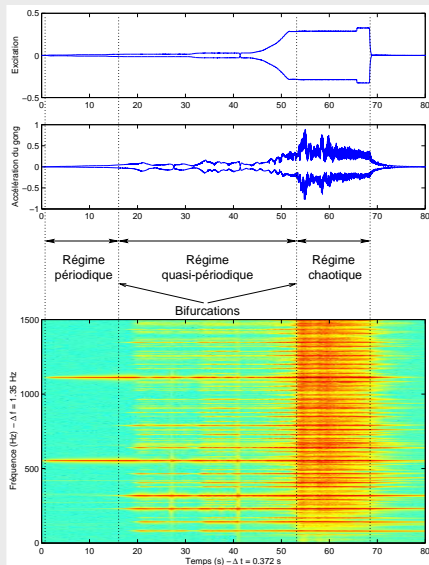 0.5
0
−0.5
Excitation
0 10 20 30 40 50 60 70 80
1
0.5
0
−0.5
−1
Accélération du gong
0 10 20 30 40 50 60 70 80
Régime
périodique
Régime
quasi-périodique
Régime
chaotique
Bifurcations
1500
1000
500
0
Fréquence (Hz) − Δ f = 1.35 Hz
0 10 20 30 40 50 60 70 80
Temps (s) − Δ t = 0.372 s